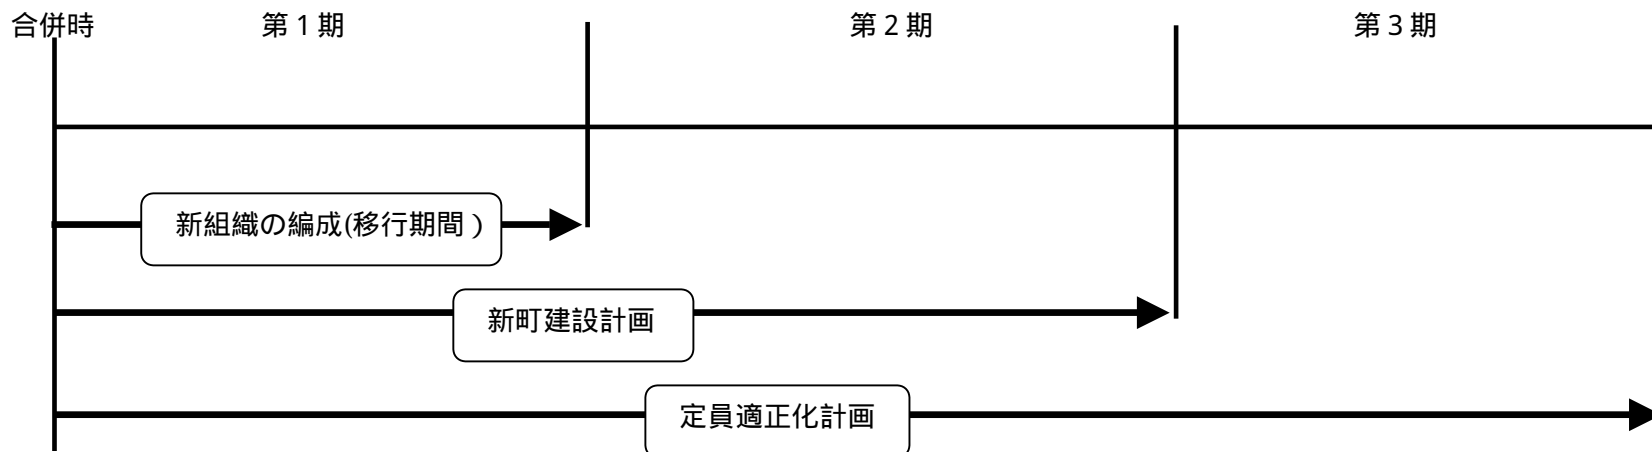 合併時 第１期 第２期 第３期
新組織の編成(移行期間）
新町建設計画
定員適正化計画